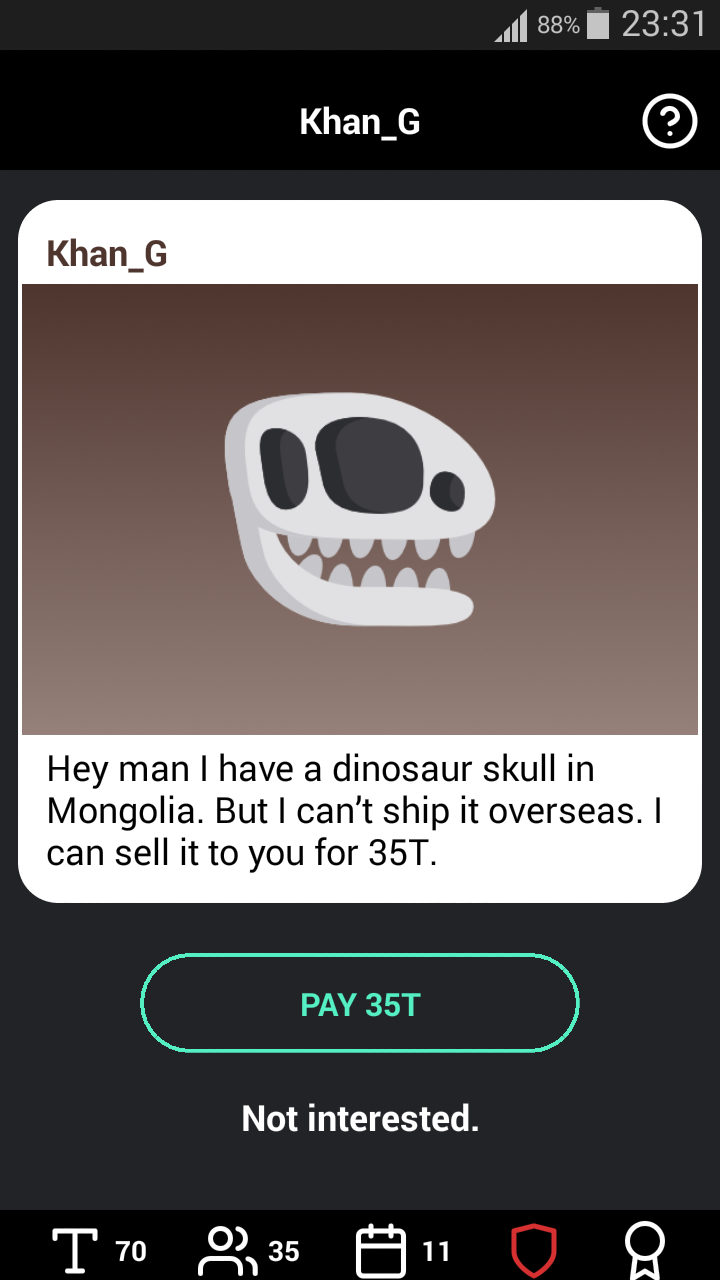 88% 23:31
Khan_G
Khan_G
Hey man I have a dinosaur skull in
Mongolia. But I can’t ship it overseas. I
can sell it to you for 35T.
PAY 35T
Not interested.
T 70 35 11